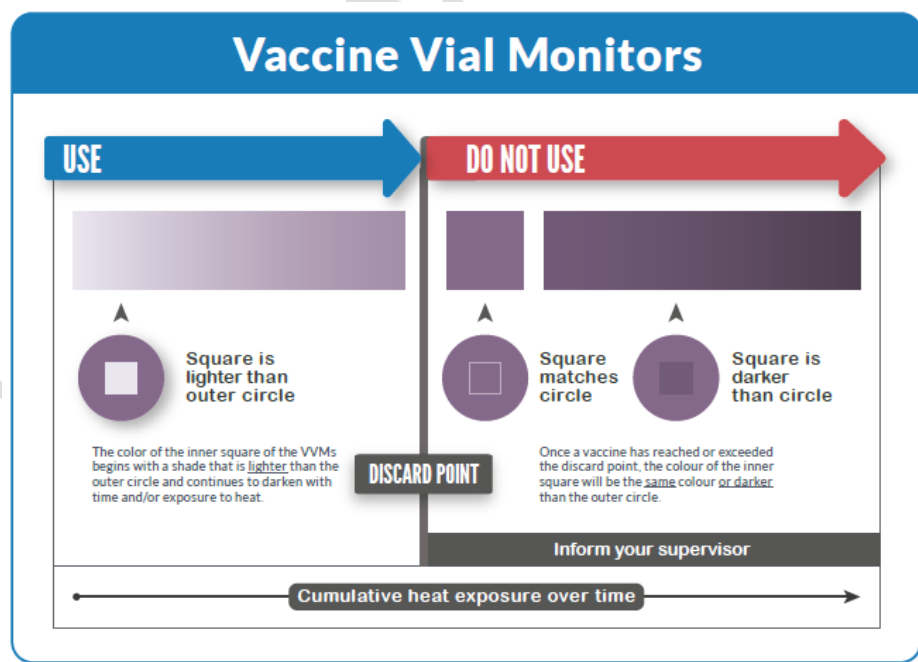 Vaccine Vial Monitors
USE
DO NOT USE
Square is
lighter than
outer circle
Square
matches
circle
Square is
darker
than circle
The color of the inner square of the VVMs
begins with a shade that is lighter than the
outer circle and continues to darken with
time and/or exposure to heat.
DISCARD POINT
Once a vaccine has reached or exceeded
the discard point, the colour of the inner
square will be the same colour or darker
than the outer circle.
Inform your supervisor
Cumulative heat exposure over time